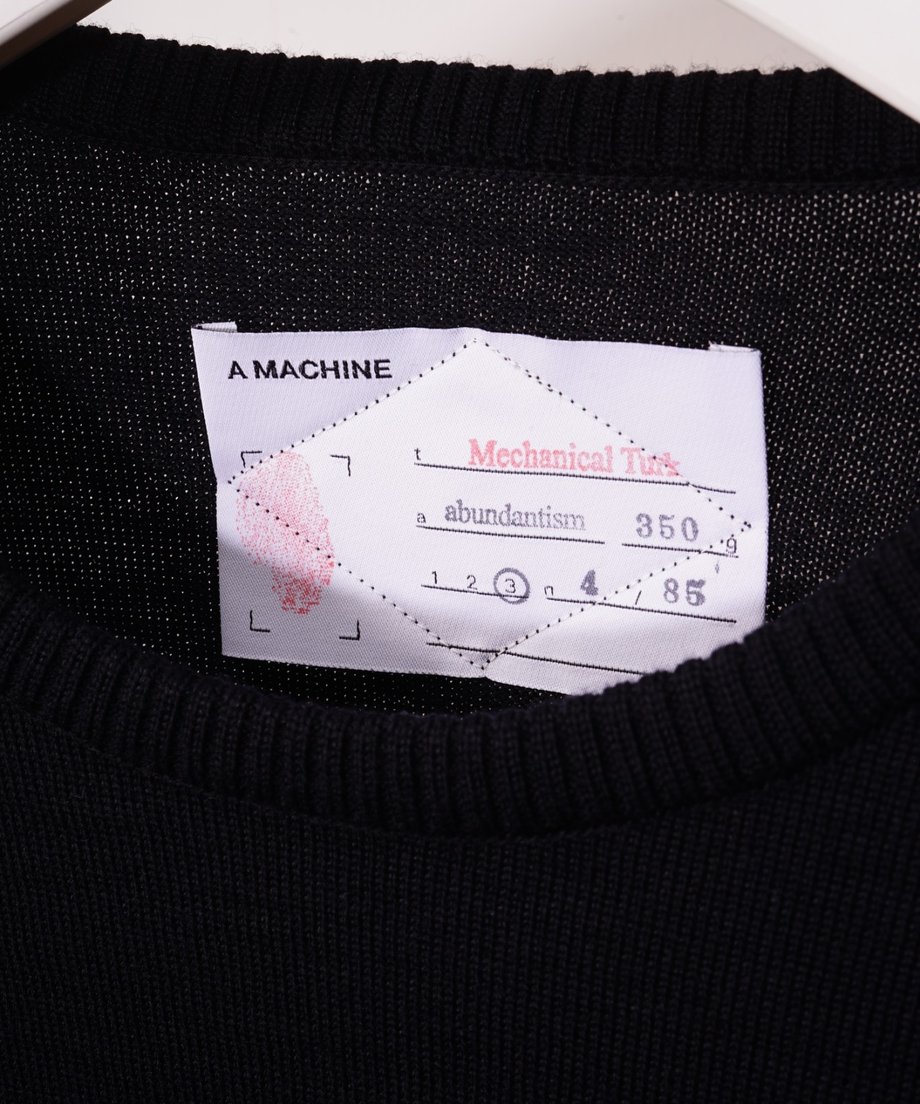 A MACHINE
t Mechanical Turk
a abundantism 350 g
1 2 3 n 4 / 85